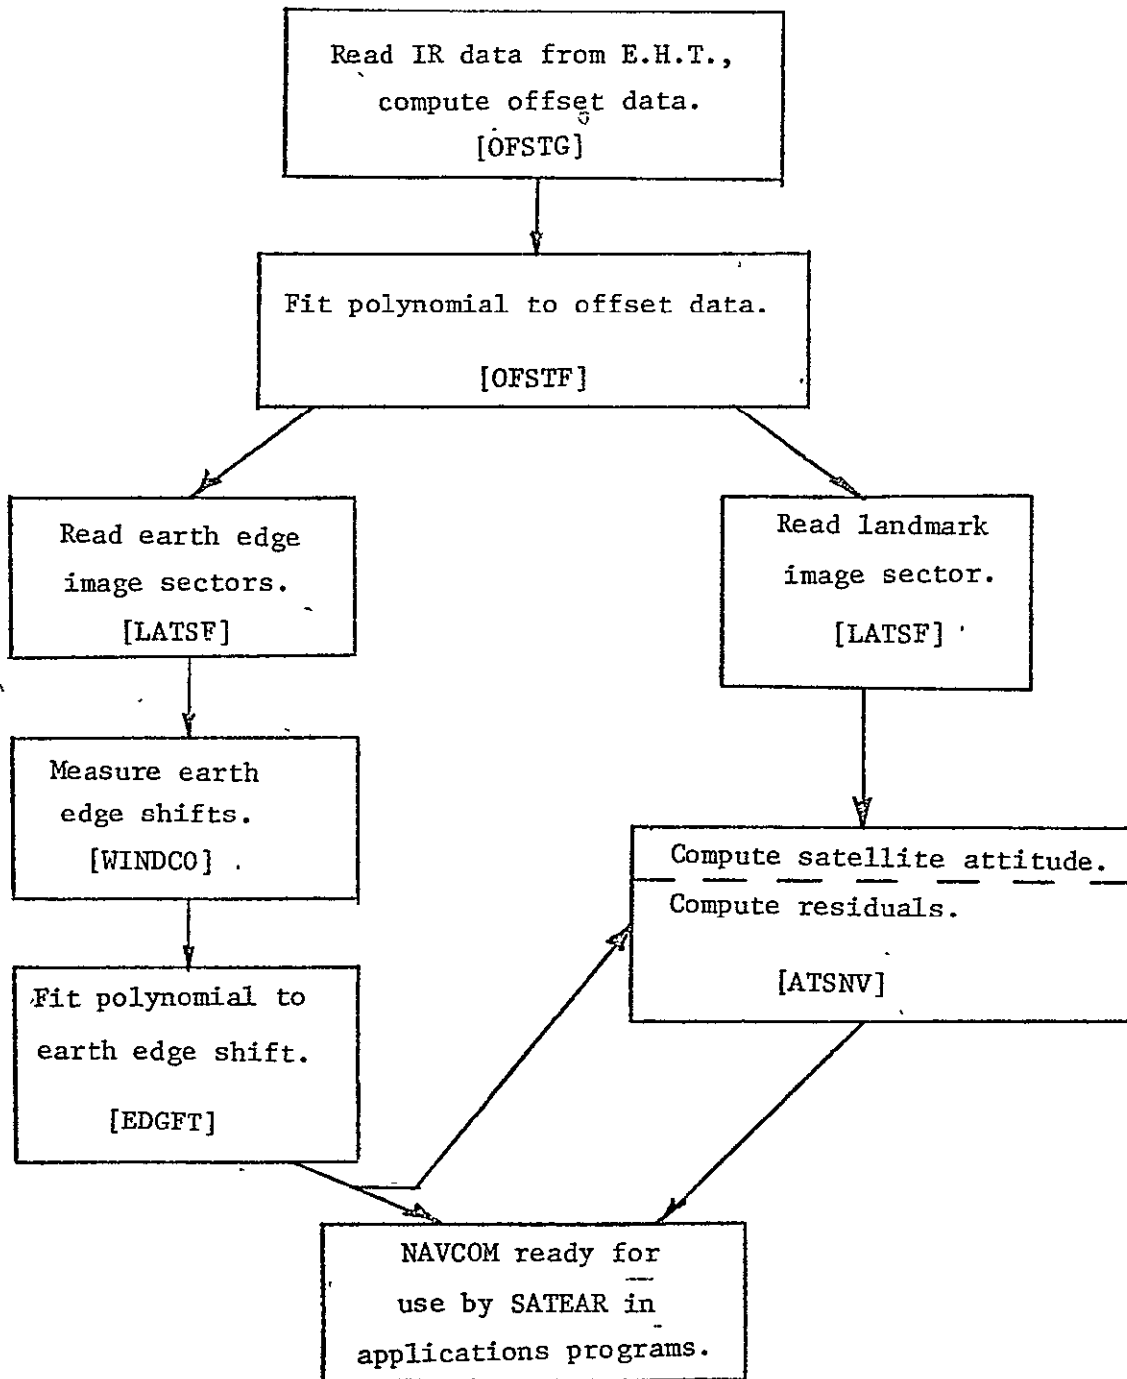 Read IR data from E.H.T.,
compute offset data.
[OFSTG]
Fit polynomial to offset data.
[OFSTF]
Read earth edge
image sectors.
[LATSF]
Read landmark
image sector.
[LATSF]
Measure earth
edge shifts.
[WINDCO]
Compute satellite attitude.
Compute residuals.
[ATSNV]
Fit polynomial to
earth edge shift.
[EDGFT]
NAVCOM ready for
use by SATEAR in
applications programs.